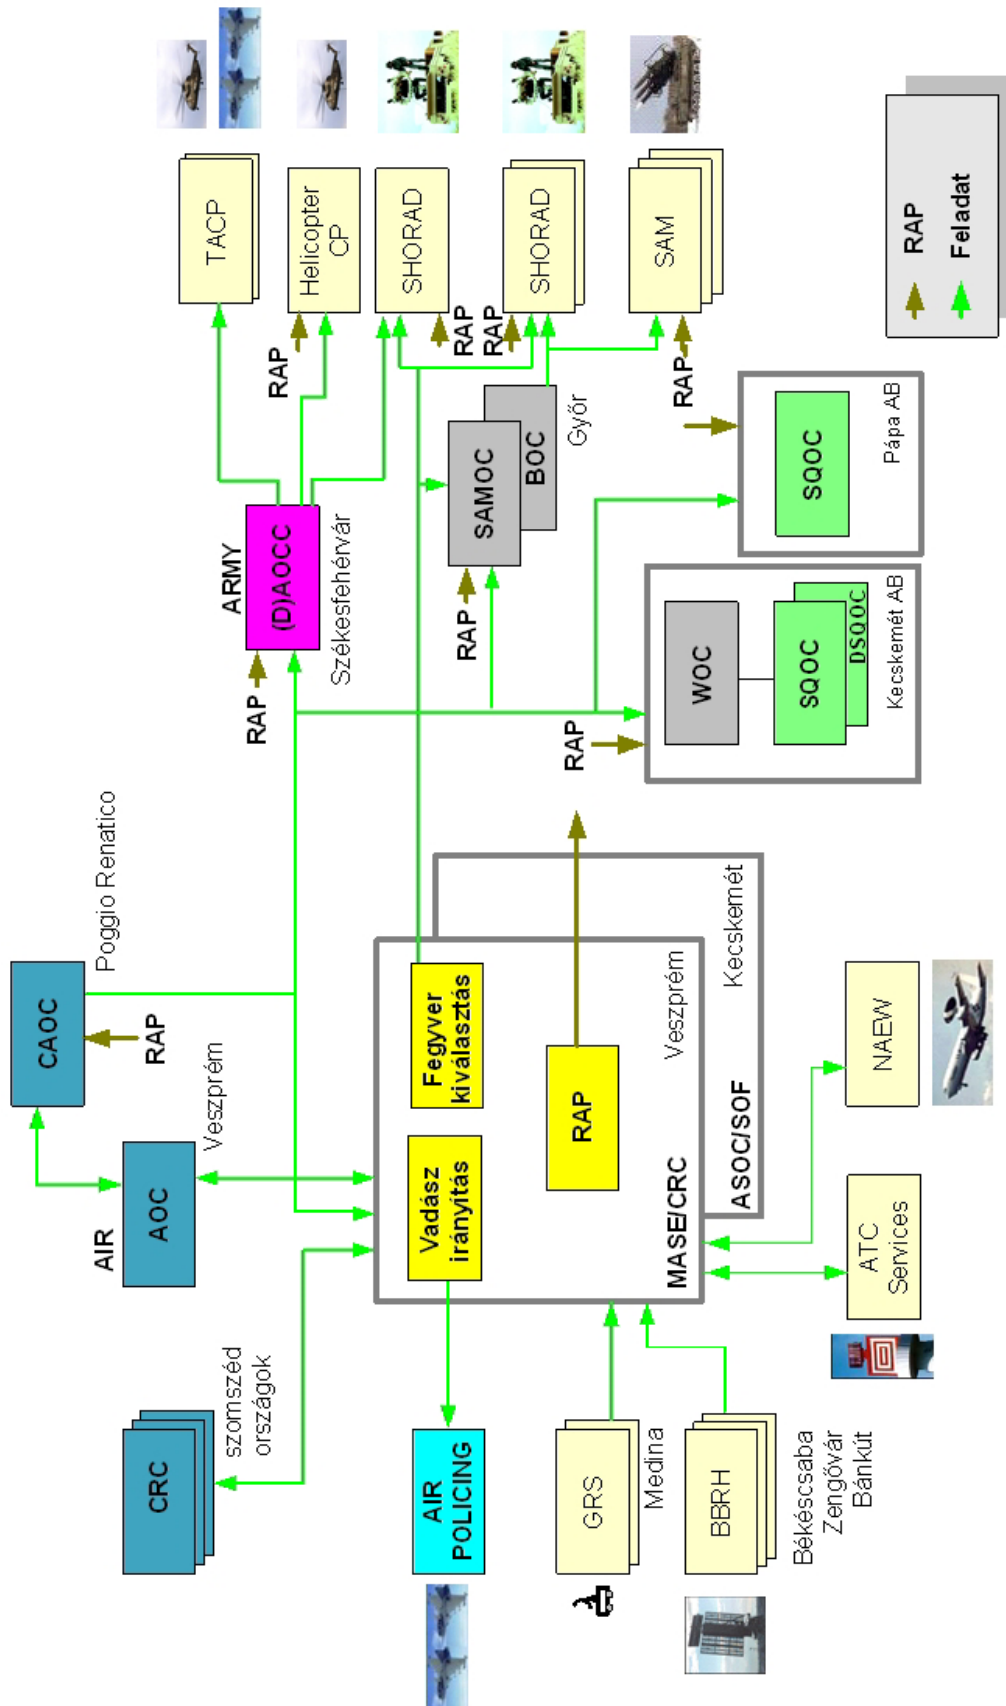 CRC
szomszéd
országok
AIR
AOC
Veszprém
CAOC
Poggio Renatico
RAP
RAP
ARMY
(D)AOCC
Székesfehérvár
TACP
RAP
Helicopter
CP
SHORAD
RAP
RAP
SHORAD
SAM
RAP
RAP
SAMOC
BOC
Győr
AIR
POLICING
Vadász
irányítás
Fegyver
kiválasztás
RAP
Veszprém
MASE/CRC
Kecskemét
ASOC/SOF
RAP
WOC
SQOC
DSQOC
Kecskemét AB
SQOC
Pápa AB
GRS
Medina
BBRH
Békéscsaba
Zengővár
Bánkút
ATC
Services
NAEW
RAP
Feladat